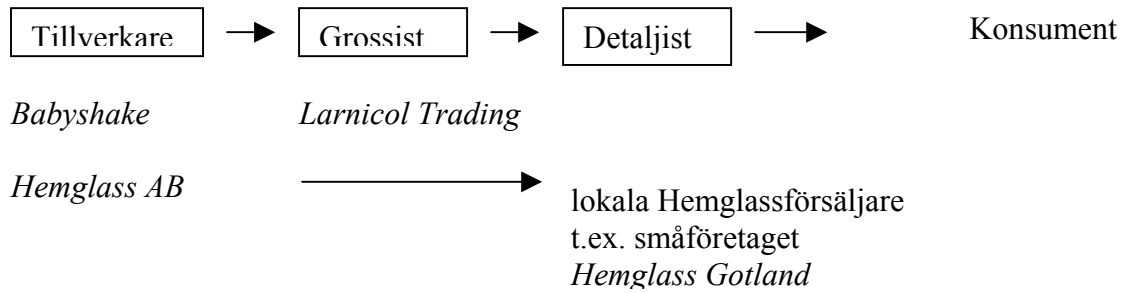 Tillverkare Grossist Detaljist Konsument
Babyshake Larnicol Trading
Hemglass AB
lokala Hemglassförsäljare
t.ex. småföretaget
Hemglass Gotland